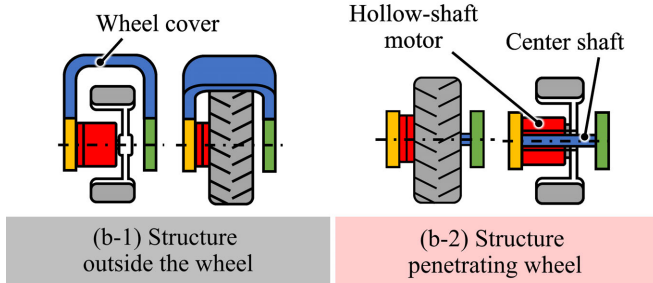 Wheel cover
Hollow-shaft
motor
Center shaft
(b-1) Structure
outside the wheel
(b-2) Structure
penetrating wheel